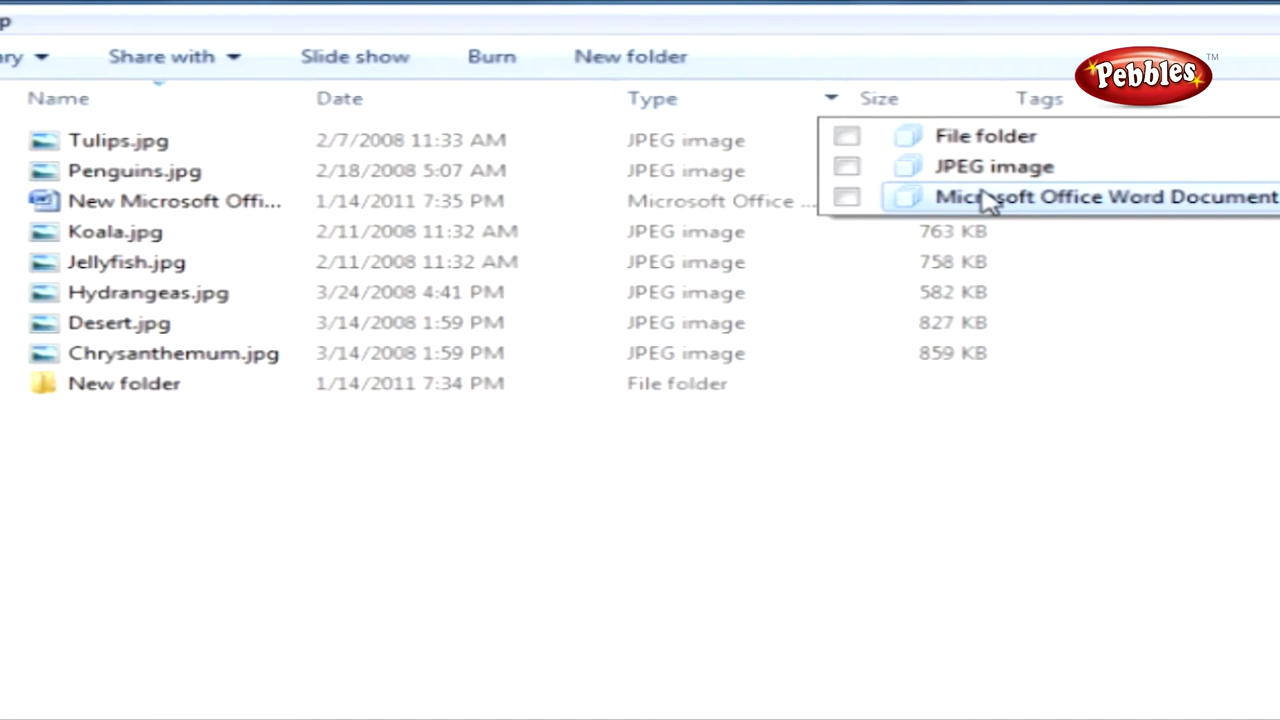 p
ary Share with Slide show Burn New folder
Pebbles™
Name Date Type Size Tags
Tulips.jpg 2/7/2008 11:33 AM JPEG image File folder
Penguins.jpg 2/18/2008 5:07 AM JPEG image JPEG image
New Microsoft Offi... 1/14/2011 7:35 PM Microsoft Office ... Microsoft Office Word Document
Koala.jpg 2/11/2008 11:32 AM JPEG image 763 KB
Jellyfish.jpg 2/11/2008 11:32 AM JPEG image 758 KB
Hydrangeas.jpg 3/24/2008 4:41 PM JPEG image 582 KB
Desert.jpg 3/14/2008 1:59 PM JPEG image 827 KB
Chrysanthemum.jpg 3/14/2008 1:59 PM JPEG image 859 KB
New folder 1/14/2011 7:34 PM File folder